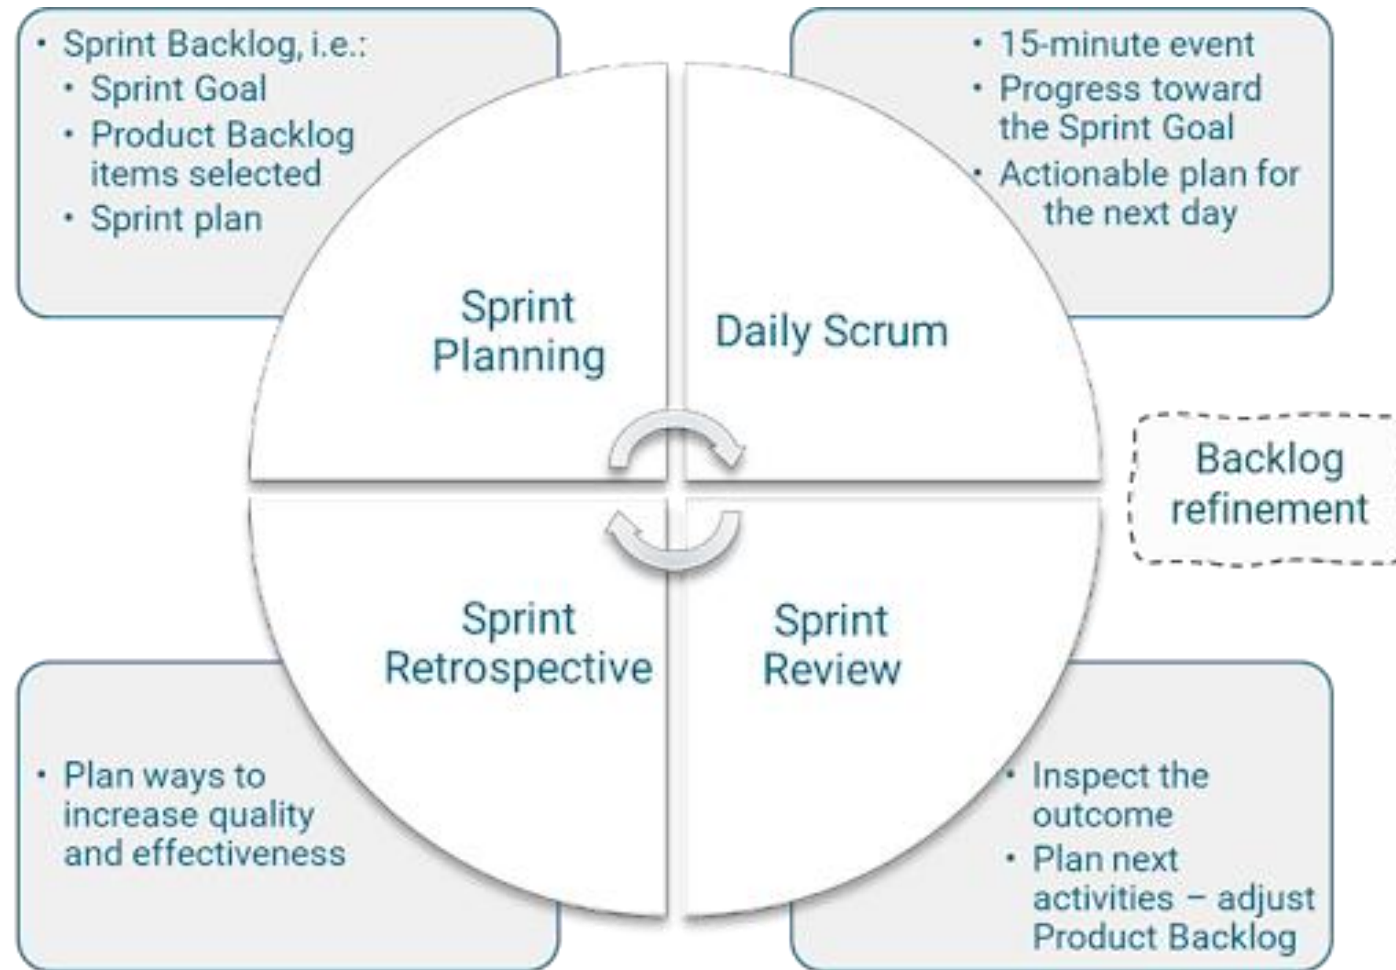 • Sprint Backlog, i.e.:
• Sprint Goal
• Product Backlog
items selected
• Sprint plan
• 15-minute event
• Progress toward
the Sprint Goal
• Actionable plan for
the next day
Sprint
Planning
Daily Scrum
Backlog
refinement
Sprint
Retrospective
Sprint
Review
• Plan ways to
increase quality
and effectiveness
• Inspect the
outcome
• Plan next
activities – adjust
Product Backlog